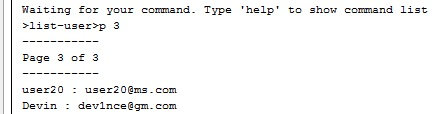 Waiting for your command. Type 'help' to show command list
>list-user>p 3
-----------
Page 3 of 3
-----------
user20 : user20@ms.com
Devin : dev1nce@gm.com